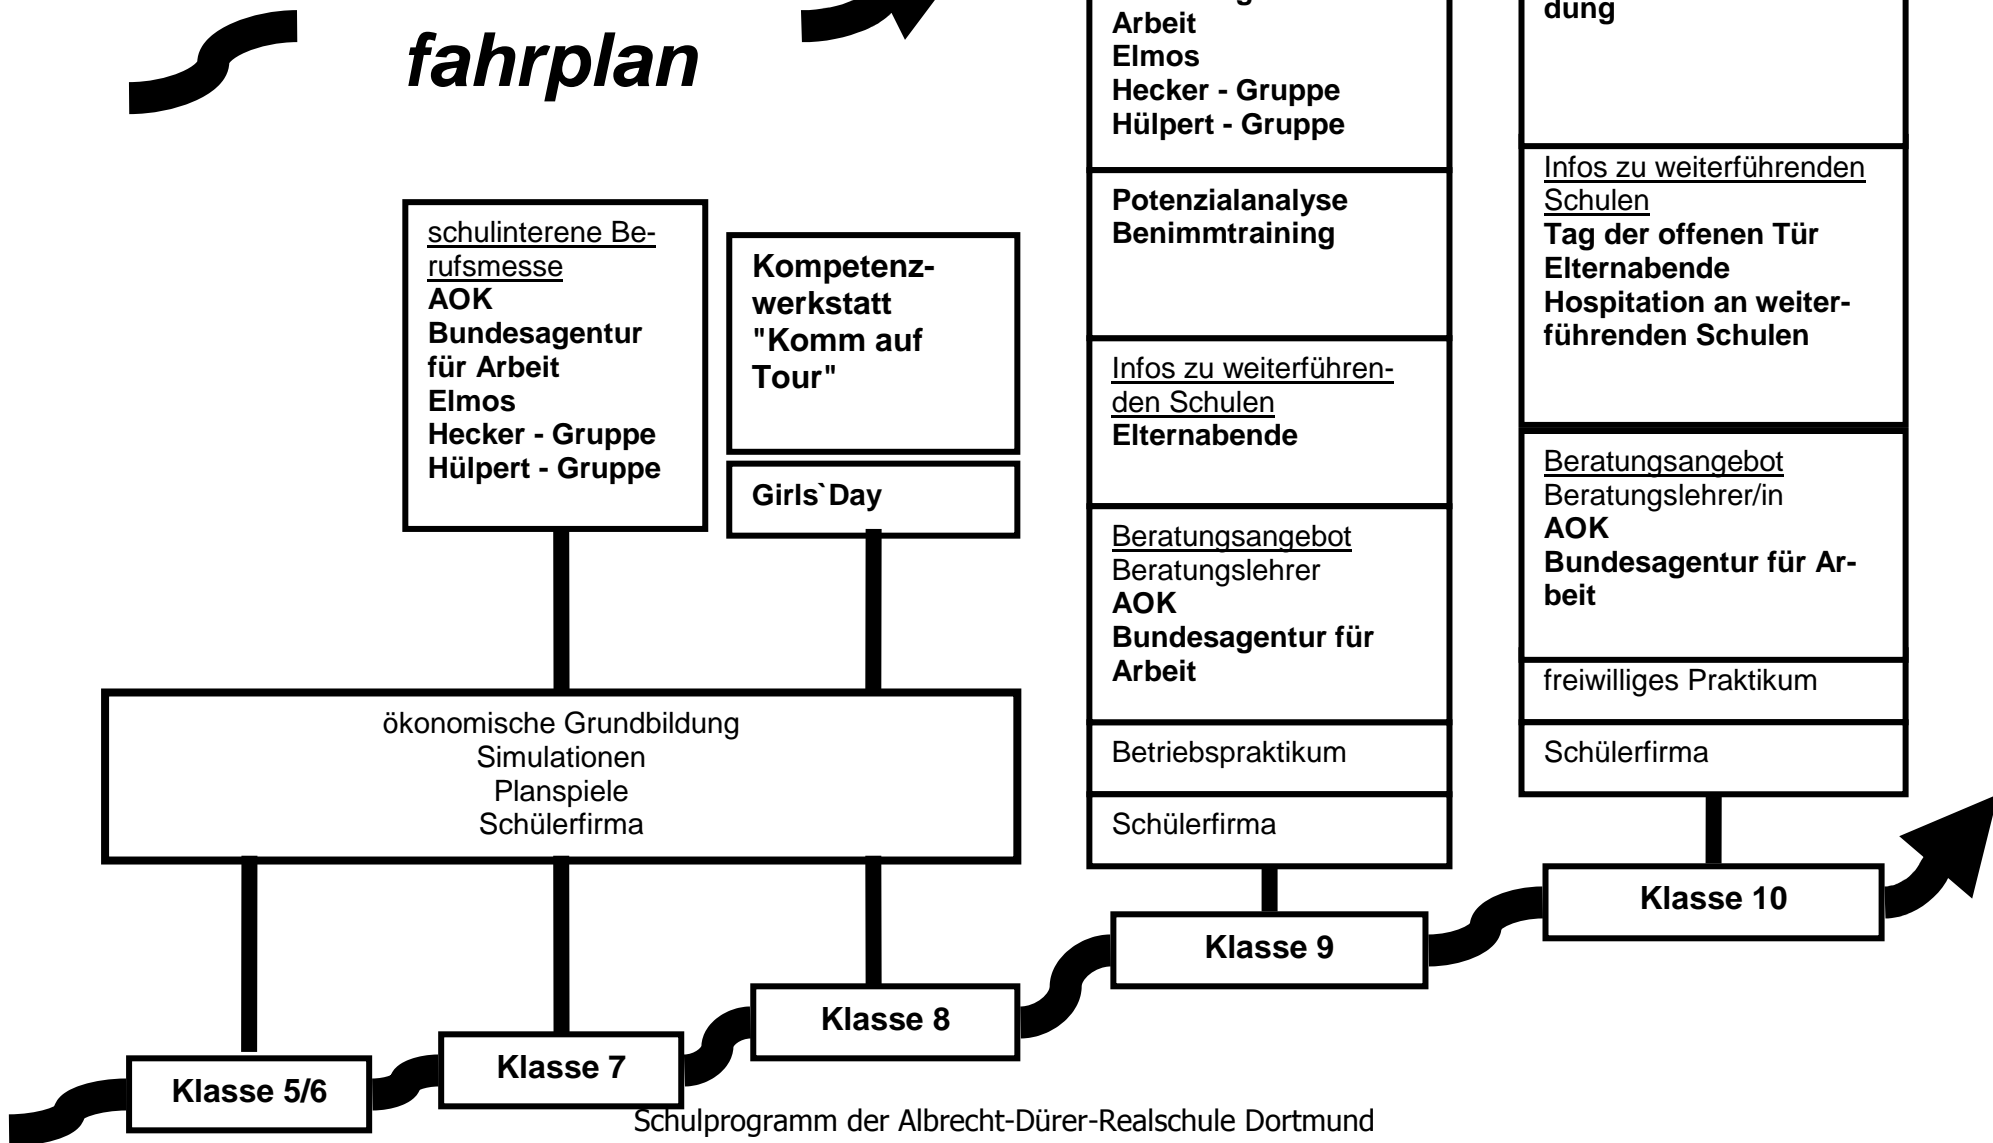 fahrplan
schulinterene Be-
rufsmesse
AOK
Bundesagentur
für Arbeit
Elmos
Hecker - Gruppe
Hülpert - Gruppe
Kompetenz-
werkstatt
"Komm auf
Tour"
Girls`Day
ökonomische Grundbildung
Simulationen
Planspiele
Schülerfirma
Arbeit
Elmos
Hecker - Gruppe
Hülpert - Gruppe
Potenzialanalyse
Benimmtraining
Infos zu weiterführen-
den Schulen
Elternabende
Beratungsangebot
Beratungslehrer
AOK
Bundesagentur für
Arbeit
Betriebspraktikum
Schülerfirma
dung
Infos zu weiterführenden
Schulen
Tag der offenen Tür
Elternabende
Hospitation an weiter-
führenden Schulen
Beratungsangebot
Beratungslehrer/in
AOK
Bundesagentur für Ar-
beit
freiwilliges Praktikum
Schülerfirma
Klasse 5/6
Klasse 7
Klasse 8
Klasse 9
Klasse 10
Schulprogramm der Albrecht-Dürer-Realschule Dortmund